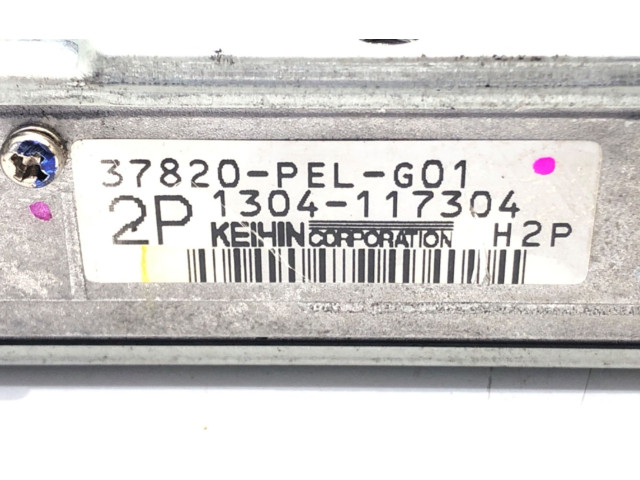 37820-PEL-G01
2P 1304-117304
KEIHIN CORPORATION H2P